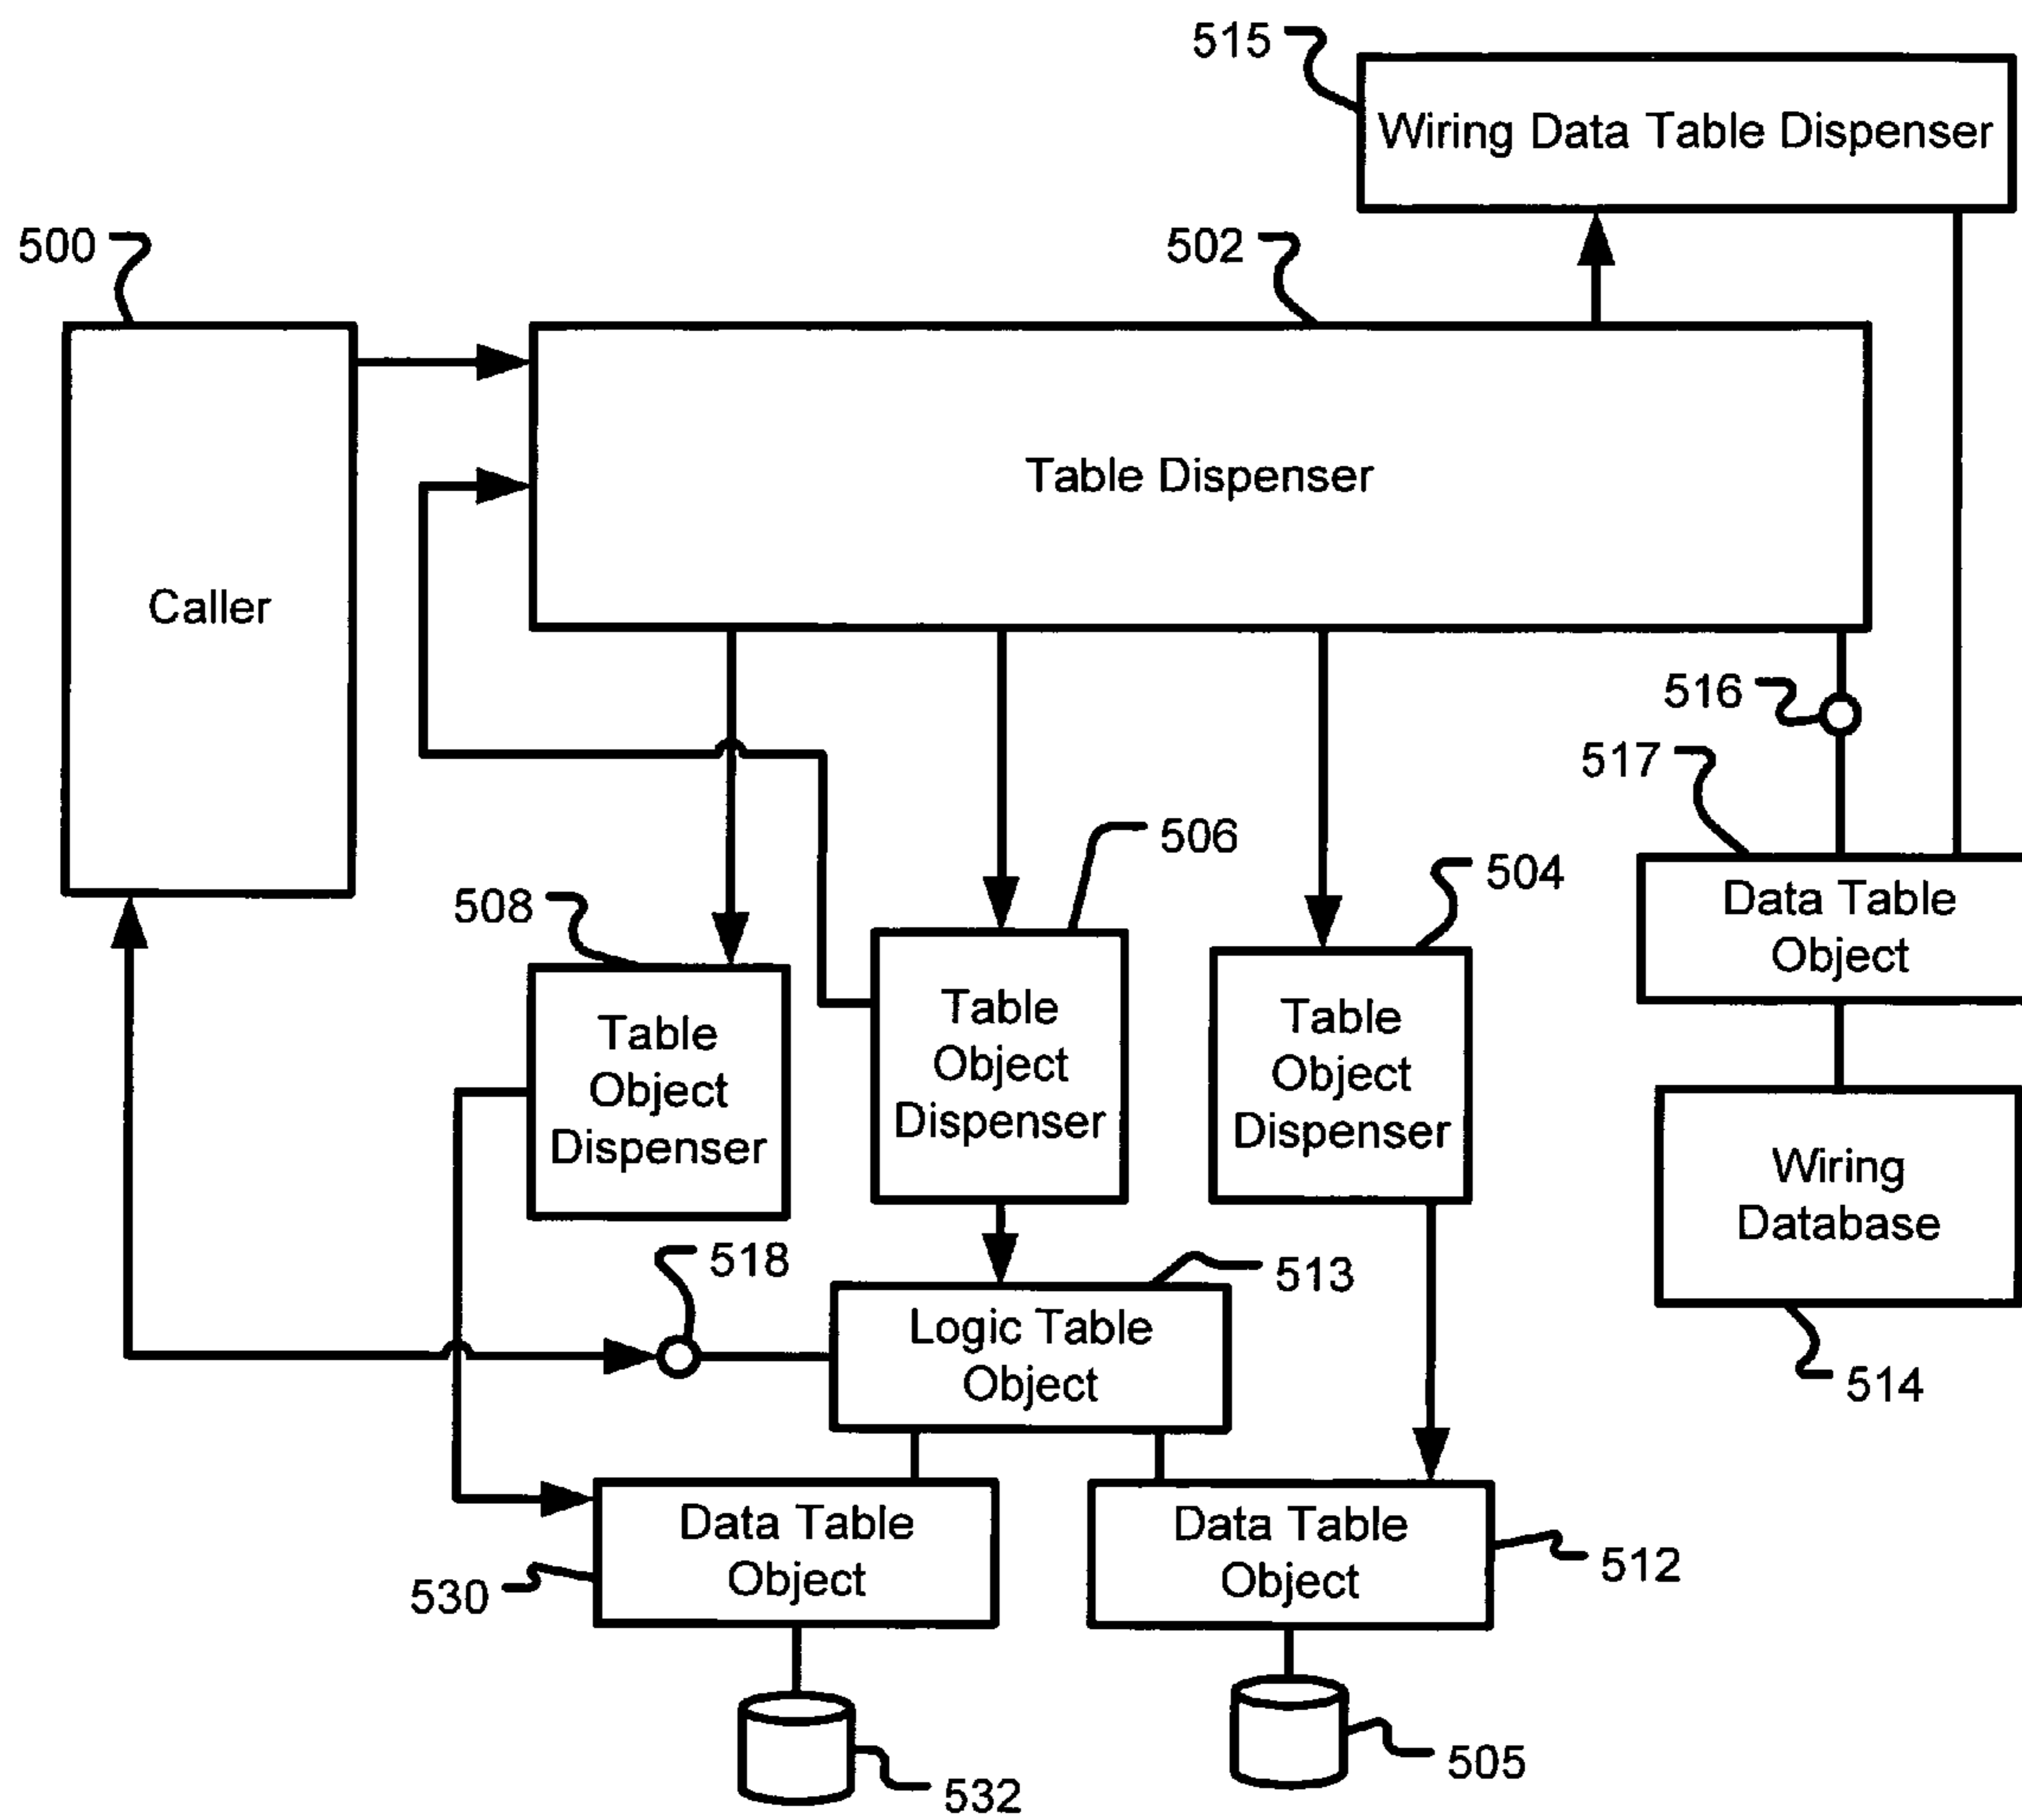 515
Wiring Data Table Dispenser
500
502
Caller
Table Dispenser
516
517
506
504
508
Data Table
Object
Table
Object
Dispenser
Table
Object
Dispenser
Table
Object
Dispenser
Wiring
Database
518
513
Logic Table
Object
514
Data Table
Object
Data Table
Object
530
512
532
505